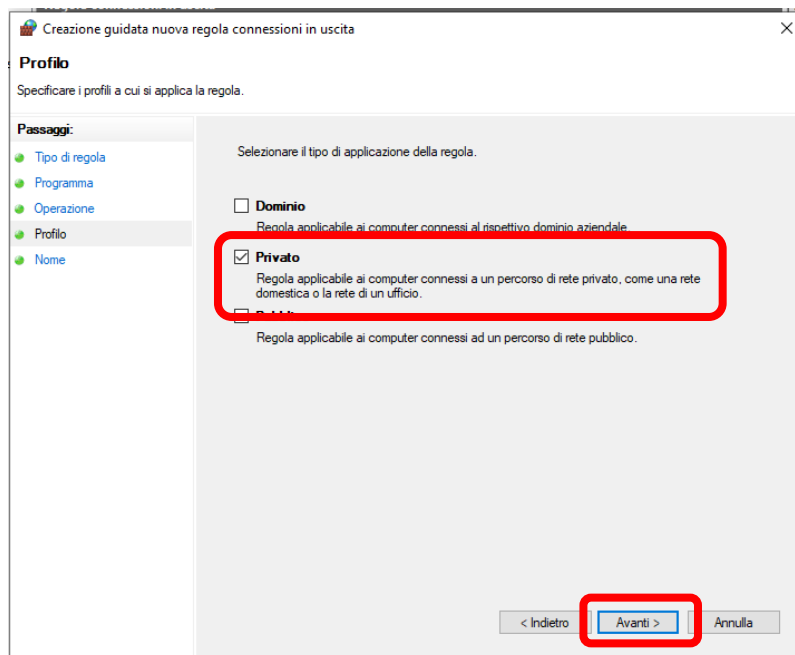 Creazione guidata nuova regola connessioni in uscita
Profilo
Specificare i profili a cui si applica la regola.
Passaggi:
Tipo di regola
Programma
Operazione
Profilo
Nome
Selezionare il tipo di applicazione della regola.
Dominio
Regola applicabile ai computer connessi al rispettivo dominio aziendale.
Privato
Regola applicabile ai computer connessi a un percorso di rete privato, come una rete
domestica o la rete di un ufficio.
Regola applicabile ai computer connessi ad un percorso di rete pubblico.
< Indietro
Avanti >
Annulla